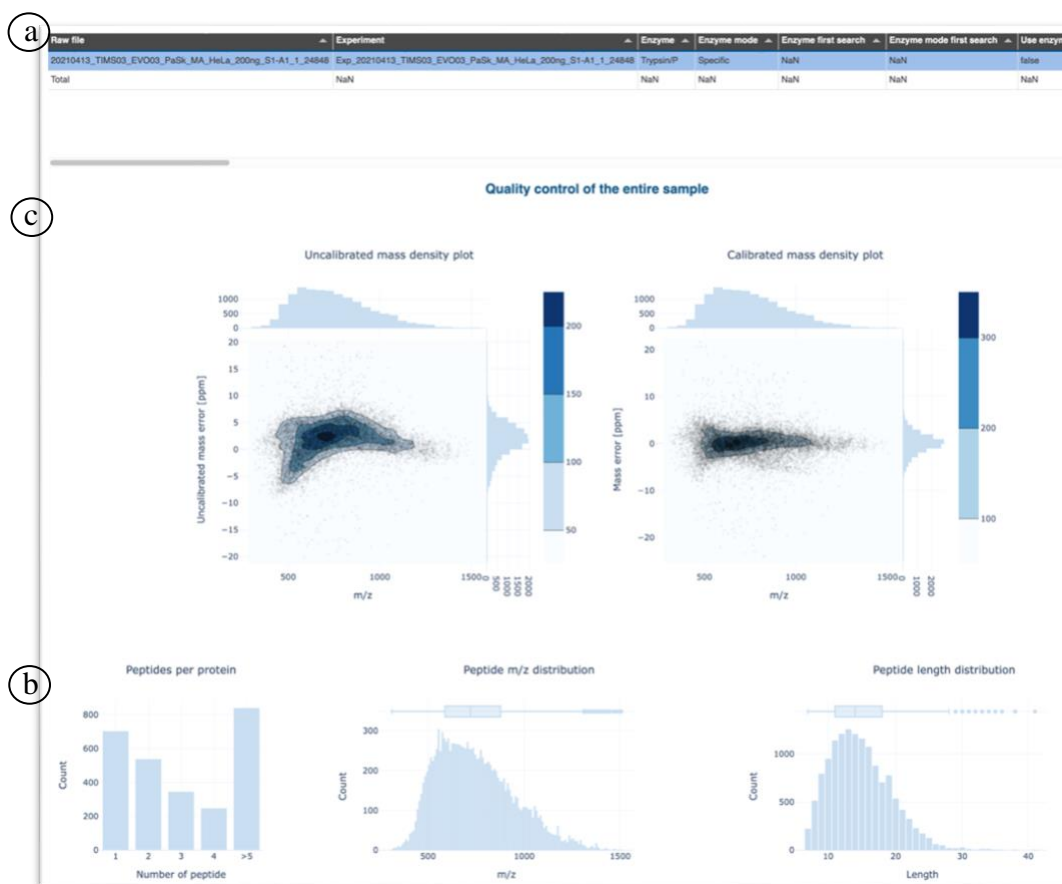 a
Raw file Experiment Enzyme Enzyme mode Enzyme first search Enzyme mode first search Use enzym
20210413_TIMS03_EVO03_PaSk_MA_HeLa_200ng_S1-A1_1_24848 Exp_20210413_TIMS03_EVO03_PaSk_MA_HeLa_200ng_S1-A1_1_24848 Trypsin/P Specific NaN NaN false
Total NaN NaN NaN NaN NaN NaN
Quality control of the entire sample
c
Uncalibrated mass density plot
1000
500
0
20
15
10
5
0
−5
−10
−15
−20
Uncalibrated mass error [ppm]
500 1000 1500
0 500 1000 1500 2000
m/z
200
150
100
50
Calibrated mass density plot
1000
500
0
20
10
0
−10
−20
Mass error [ppm]
500 1000 1500
0 1000 2000
m/z
300
200
100
b
Peptides per protein
800
600
400
200
0
Count
1 2 3 4 >5
Number of peptide
Peptide m/z distribution
300
200
100
0
Count
500 1000 1500
m/z
Peptide length distribution
1000
500
0
Count
10 20 30 40
Length